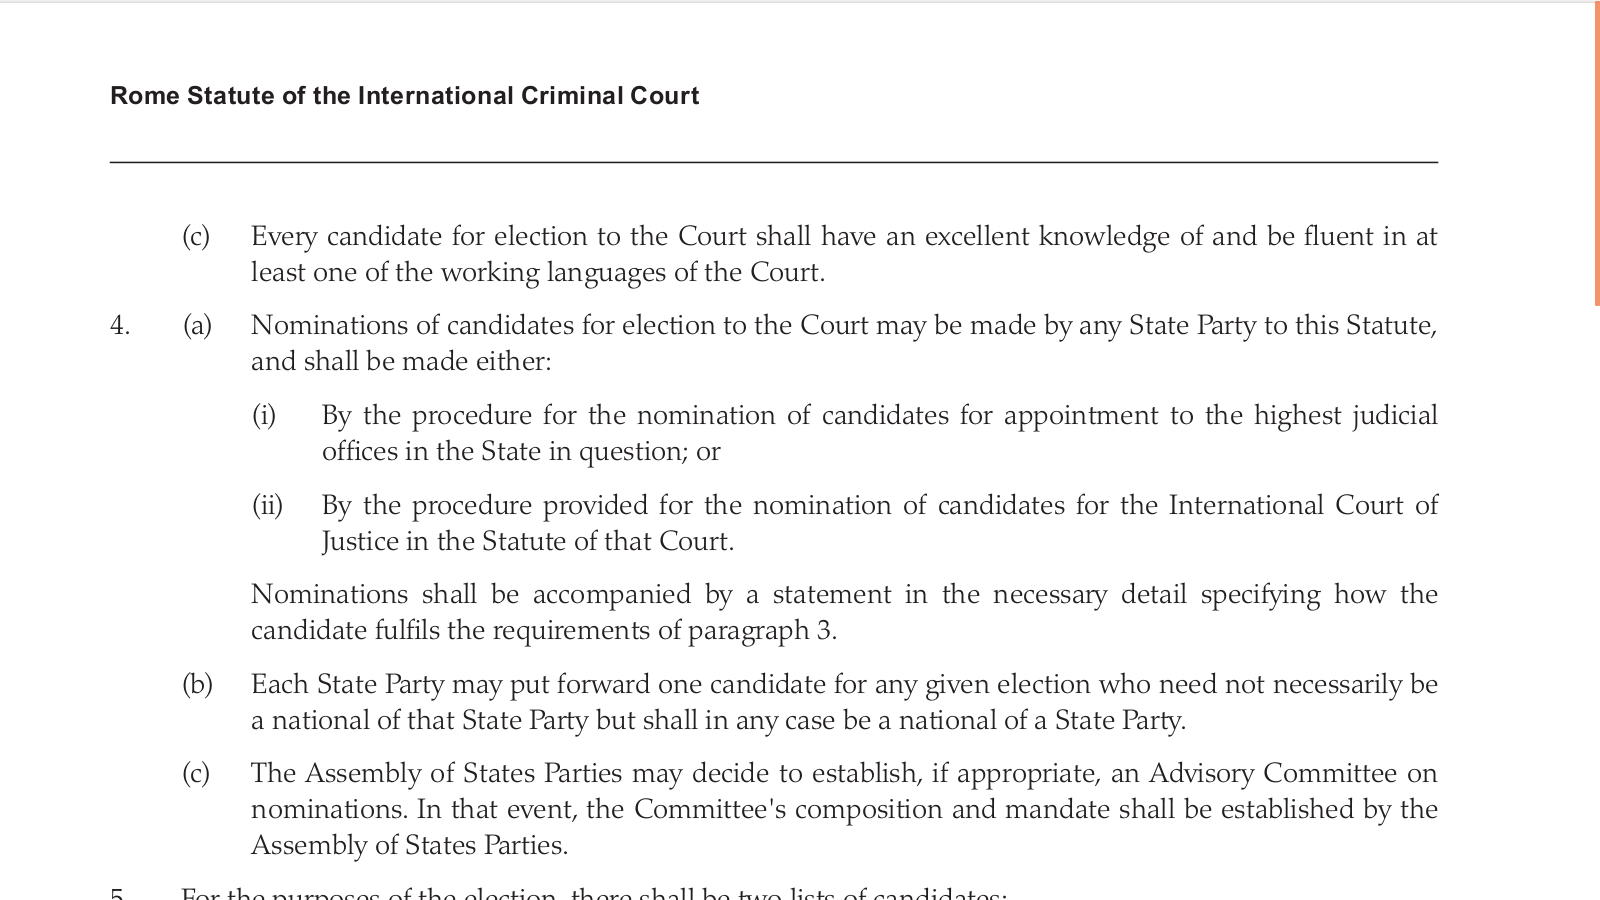 Rome Statute of the International Criminal Court
(c) Every candidate for election to the Court shall have an excellent knowledge of and be fluent in at
least one of the working languages of the Court.
4. (a) Nominations of candidates for election to the Court may be made by any State Party to this Statute,
and shall be made either:
(i) By the procedure for the nomination of candidates for appointment to the highest judicial
offices in the State in question; or
(ii) By the procedure provided for the nomination of candidates for the International Court of
Justice in the Statute of that Court.
Nominations shall be accompanied by a statement in the necessary detail specifying how the
candidate fulfils the requirements of paragraph 3.
(b) Each State Party may put forward one candidate for any given election who need not necessarily be
a national of that State Party but shall in any case be a national of a State Party.
(c) The Assembly of States Parties may decide to establish, if appropriate, an Advisory Committee on
nominations. In that event, the Committee's composition and mandate shall be established by the
Assembly of States Parties.
5. For the purposes of the election, there shall be two lists of candidates: